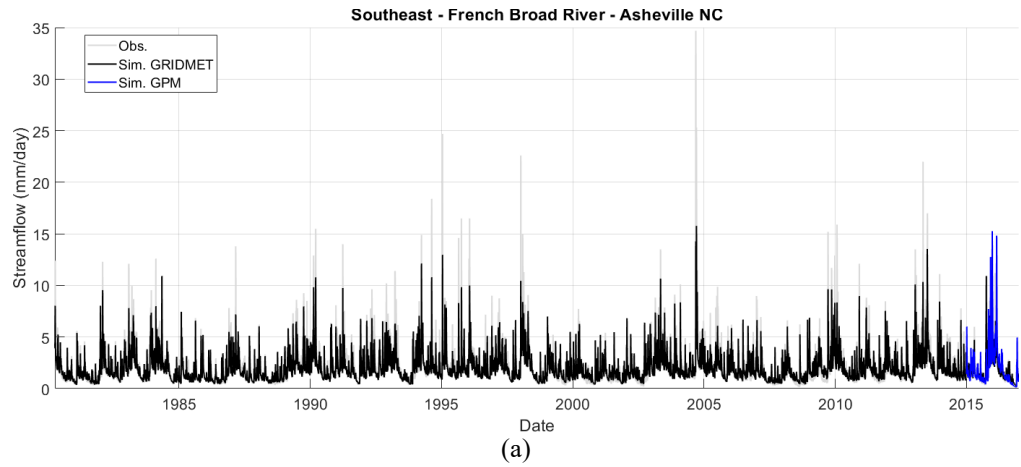 Southeast - French Broad River - Asheville NC
Obs.
Sim. GRIDMET
Sim. GPM
Streamflow (mm/day)
35
30
25
20
15
10
5
0
1985 1990 1995 2000 2005 2010 2015
Date
(a)